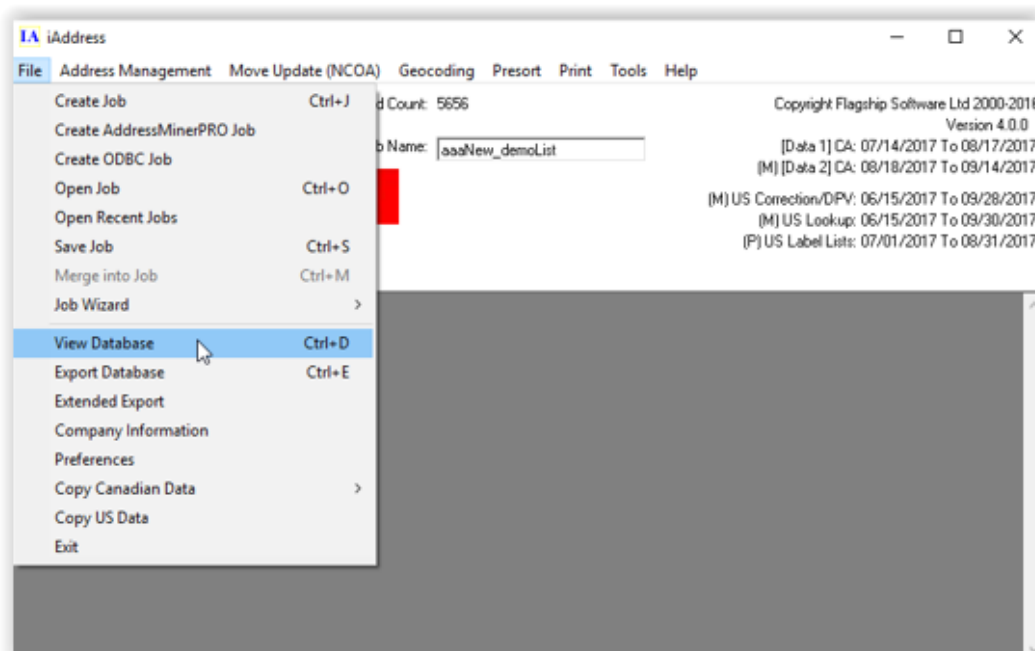 IA iAddress
File Address Management Move Update (NCOA) Geocoding Presort Print Tools Help
Create Job Ctrl+J
Create AddressMinerPRO Job
Create ODBC Job
Open Job Ctrl+O
Open Recent Jobs
Save Job Ctrl+S
Merge into Job Ctrl+M
Job Wizard >
View Database Ctrl+D
Export Database Ctrl+E
Extended Export
Company Information
Preferences
Copy Canadian Data >
Copy US Data
Exit
d Count: 5656
b Name: aaaNew_demoList
Copyright Flagship Software Ltd 2000-2016
Version 4.0.0
[Data 1] CA: 07/14/2017 To 08/17/2017
(M) [Data 2] CA: 08/18/2017 To 09/14/2017
(M) US Correction/DPV: 06/15/2017 To 09/28/2017
(M) US Lookup: 06/15/2017 To 09/30/2017
(P) US Label Lists: 07/01/2017 To 08/31/2017